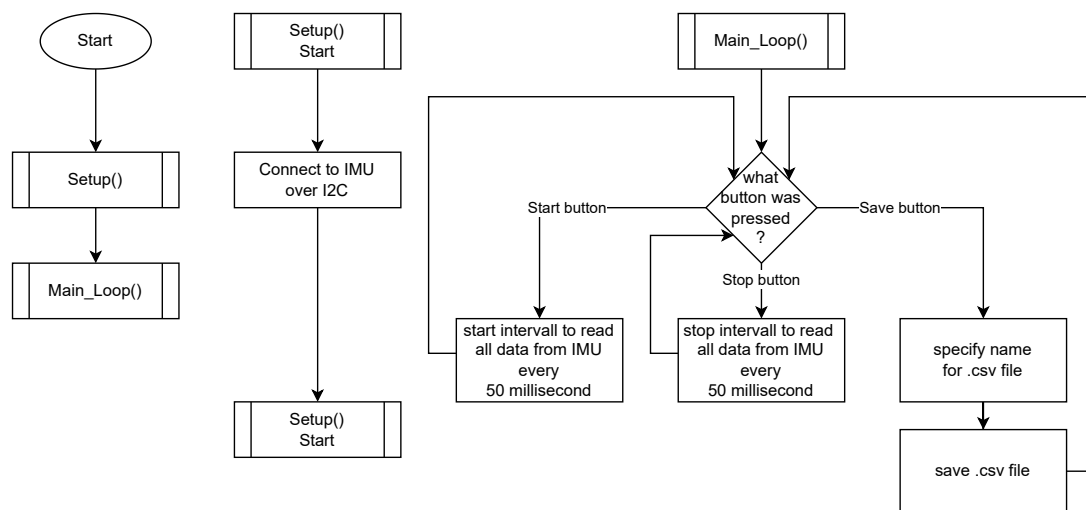 Start
Setup()
Main_Loop()
Setup()
Start
Connect to IMU
over I2C
Setup()
Start
Main_Loop()
what
button was
pressed
?
Start button
Stop button
Save button
start intervall to read
all data from IMU
every
50 millisecond
stop intervall to read
all data from IMU
every
50 millisecond
specify name
for .csv file
save .csv file